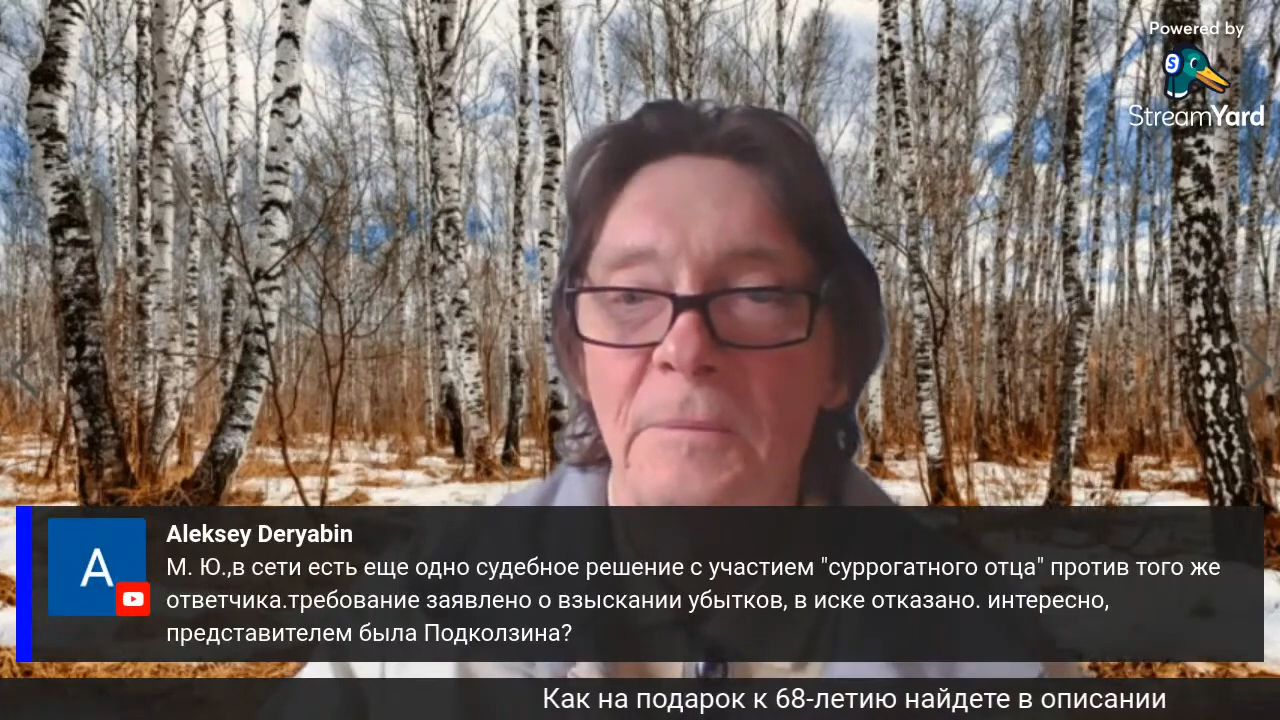 Powered by
S
StreamYard
A
Aleksey Deryabin
М. Ю.,в сети есть еще одно судебное решение с участием "суррогатного отца" против того же
ответчика.требование заявлено о взыскании убытков, в иске отказано. интересно,
представителем была Подколзина?
Как на подарок к 68-летию найдете в описании